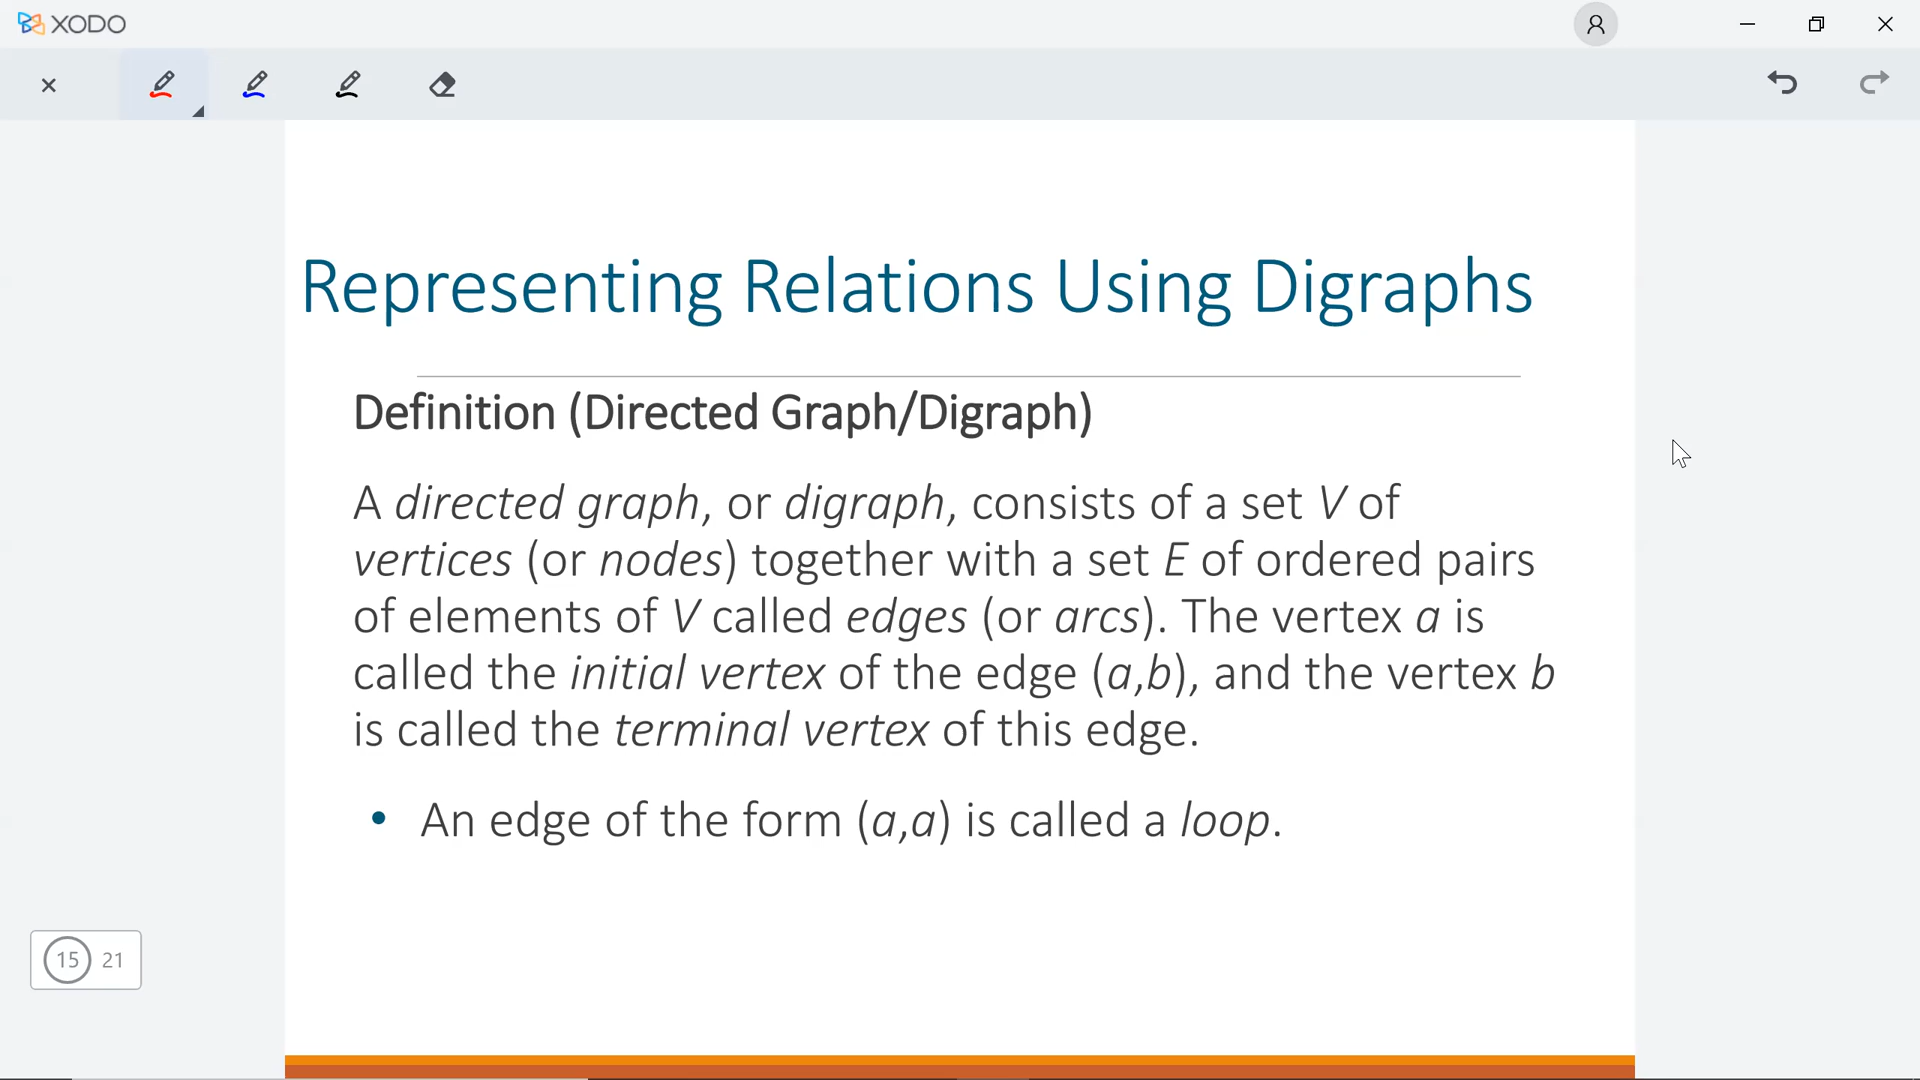 XODO
Representing Relations Using Digraphs
Definition (Directed Graph/Digraph)
A directed graph, or digraph, consists of a set V of
vertices (or nodes) together with a set E of ordered pairs
of elements of V called edges (or arcs). The vertex a is
called the initial vertex of the edge (a,b), and the vertex b
is called the terminal vertex of this edge.
• An edge of the form (a,a) is called a loop.
15 21